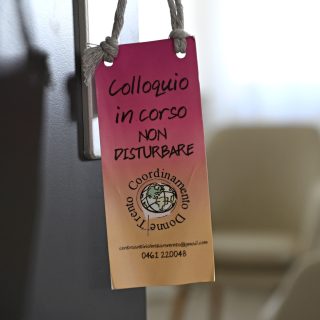 Colloquio
in corso
NON
DISTURBARE
Coordinamento
Donne Trento
0461 220048